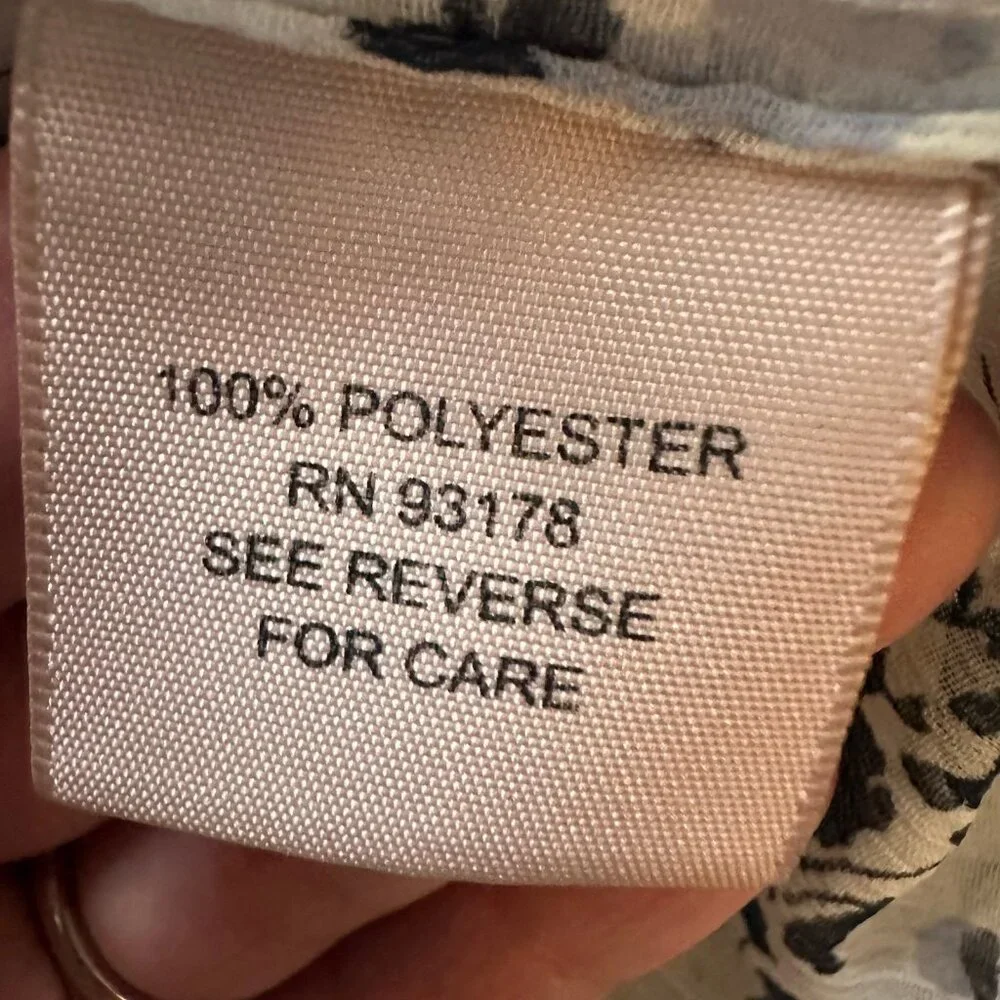 100% POLYESTER
RN 93178
SEE REVERSE
FOR CARE